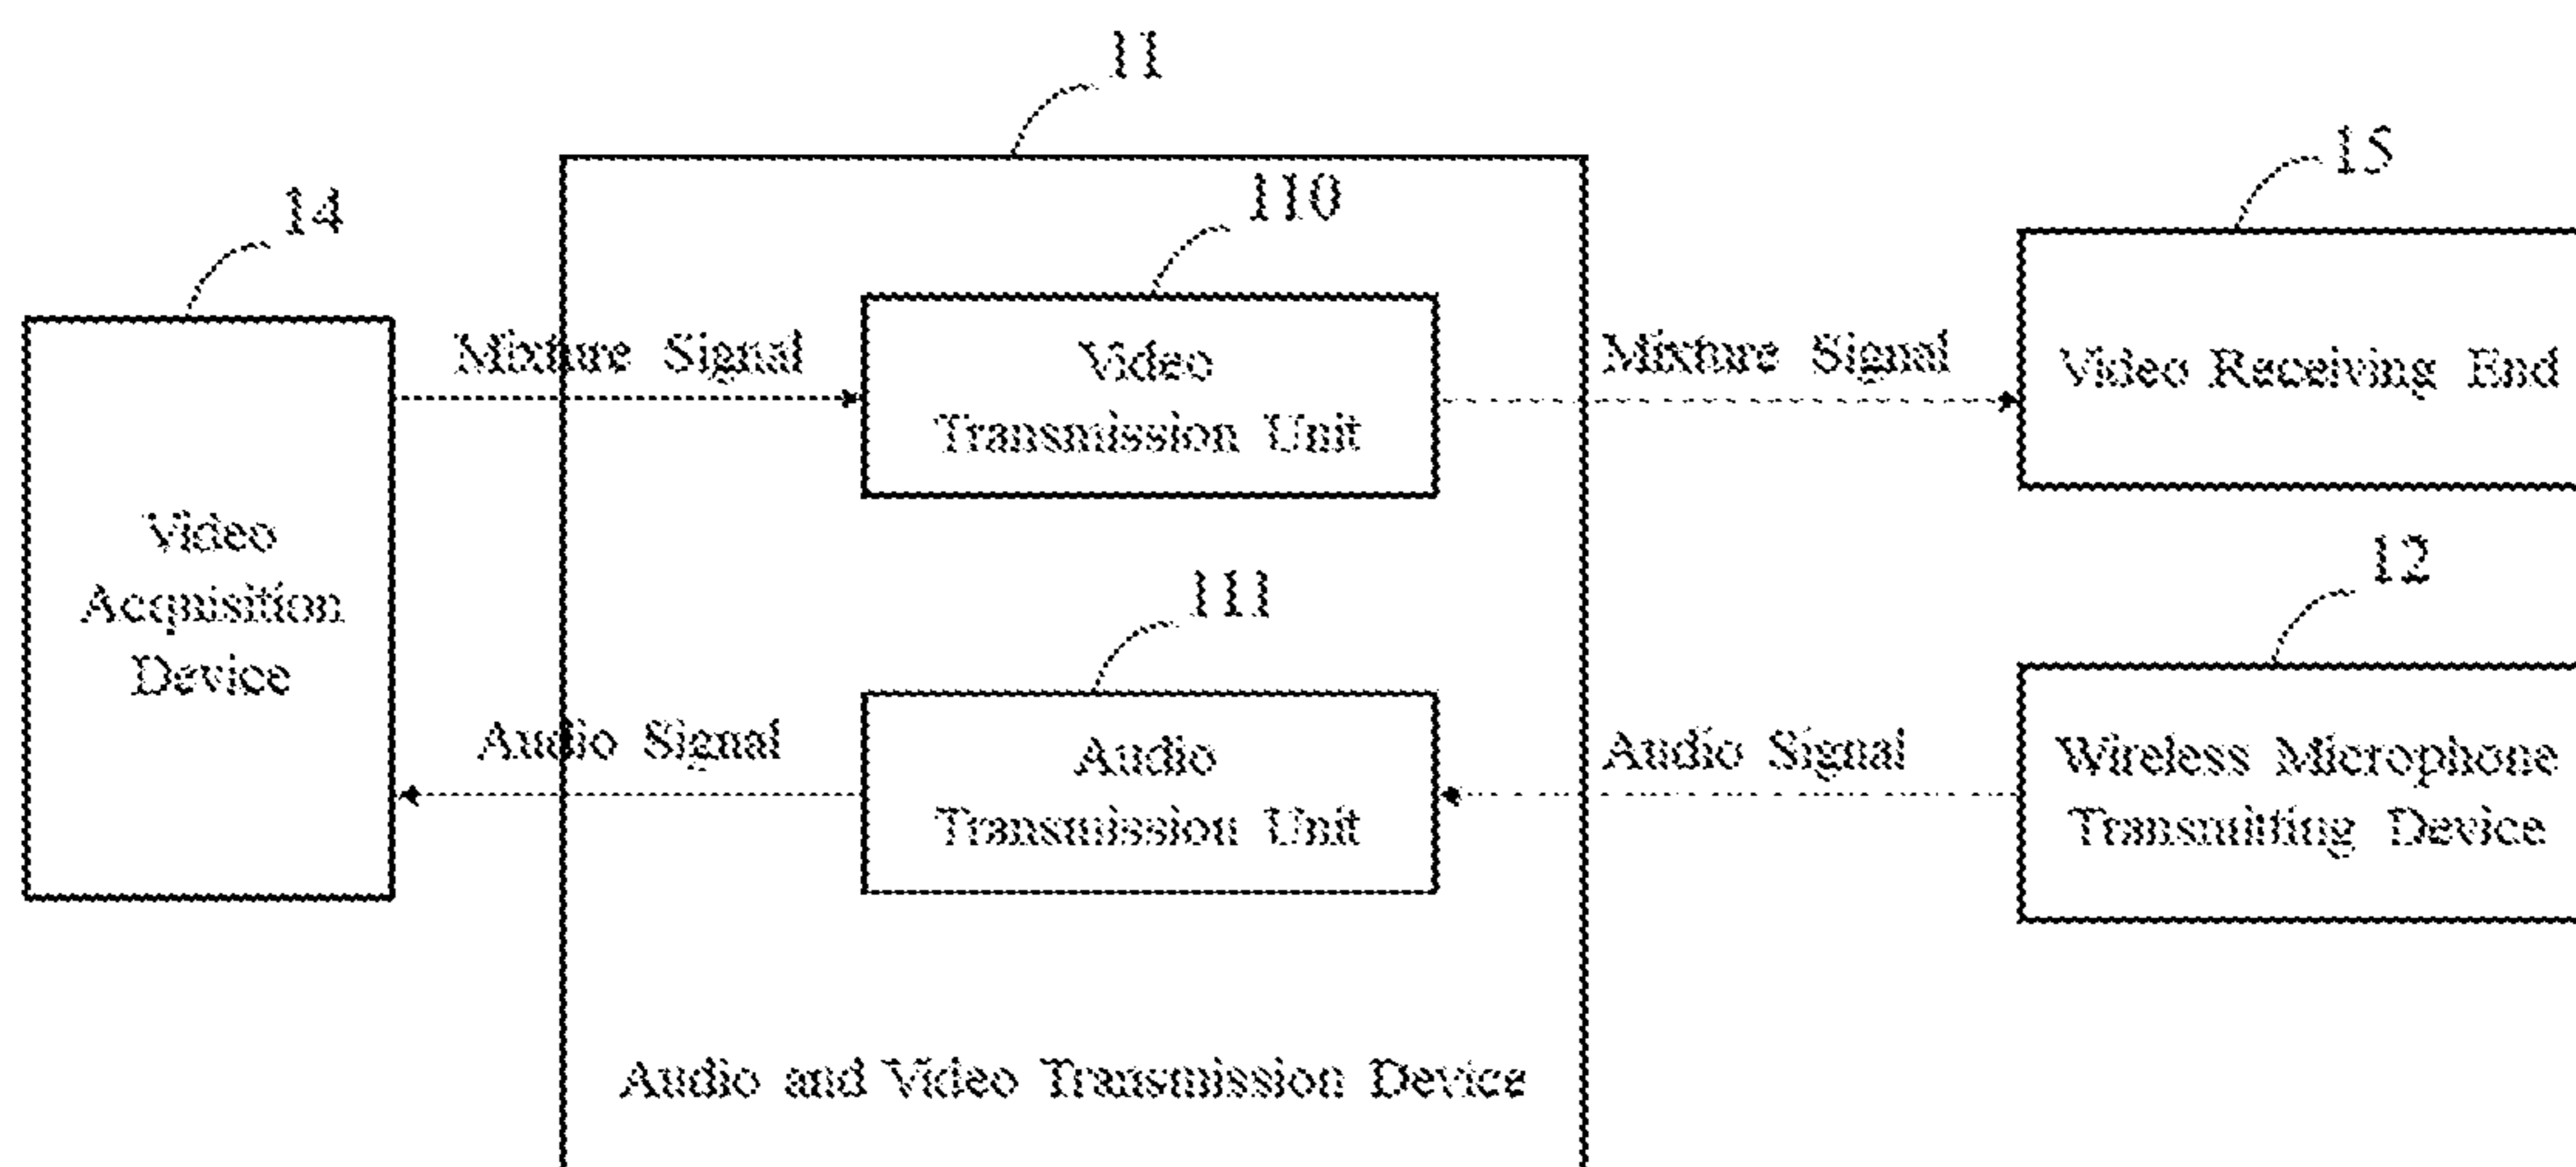 11
110
15
14
Mixture Signal
Video
Transmission Unit
Mixture Signal
Video Receiving End
Video
Acquisition
Device
111
12
Audio Signal
Audio
Transmission Unit
Audio Signal
Wireless Microphone
Transmitting Device
Audio and Video Transmission Device